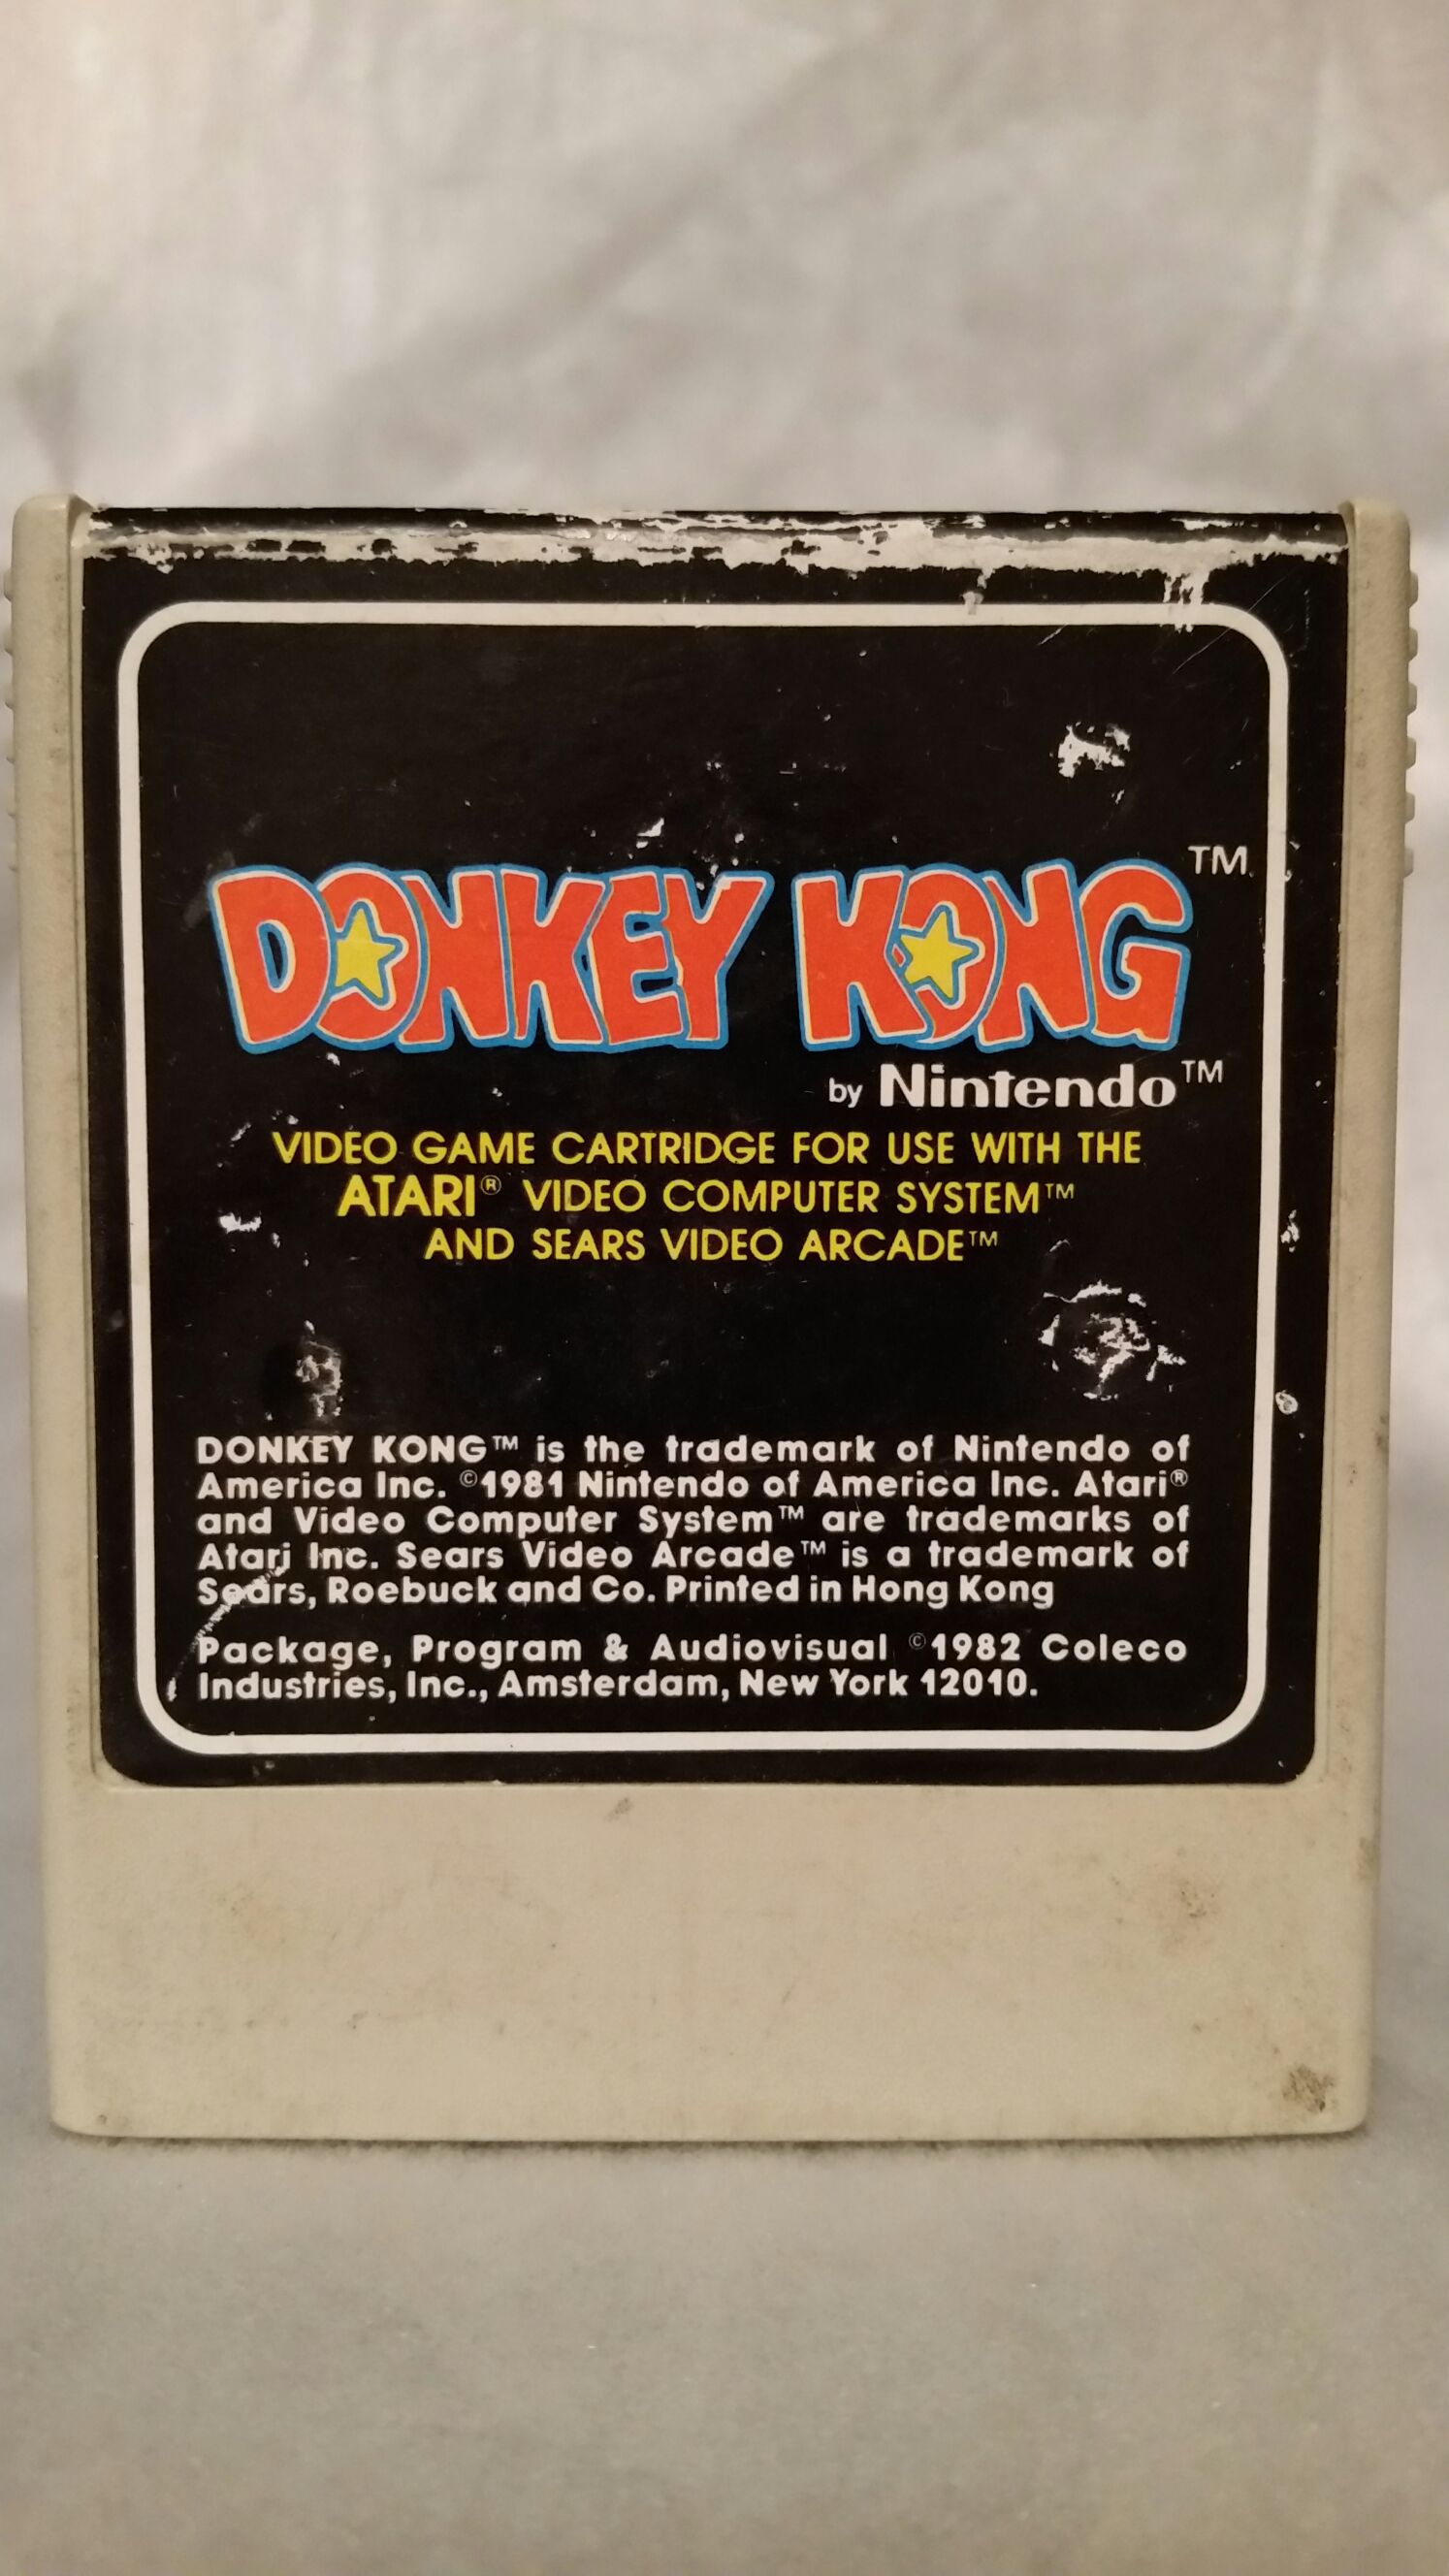 DONKEY KONG™
by Nintendo™
VIDEO GAME CARTRIDGE FOR USE WITH THE
ATARI® VIDEO COMPUTER SYSTEM™
AND SEARS VIDEO ARCADE™
DONKEY KONG™ is the trademark of Nintendo of
America Inc. ©1981 Nintendo of America Inc. Atari®
and Video Computer System™ are trademarks of
Atari Inc. Sears Video Arcade™ is a trademark of
Sears, Roebuck and Co. Printed in Hong Kong
Package, Program & Audiovisual ©1982 Coleco
Industries, Inc., Amsterdam, New York 12010.